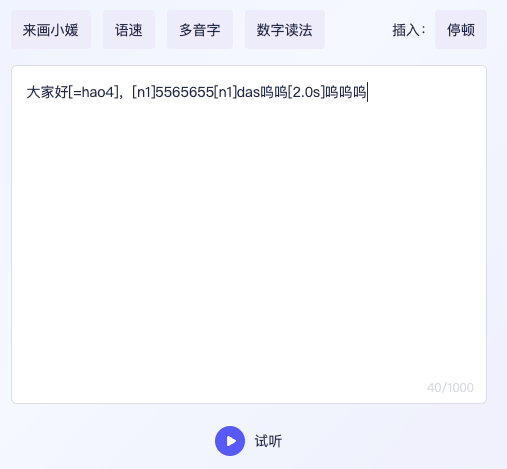 来画小媛 语速 多音字 数字读法 插入： 停顿
大家好[=hao4]，[n1]5565655[n1]das呜呜[2.0s]呜呜呜
40/1000
试听